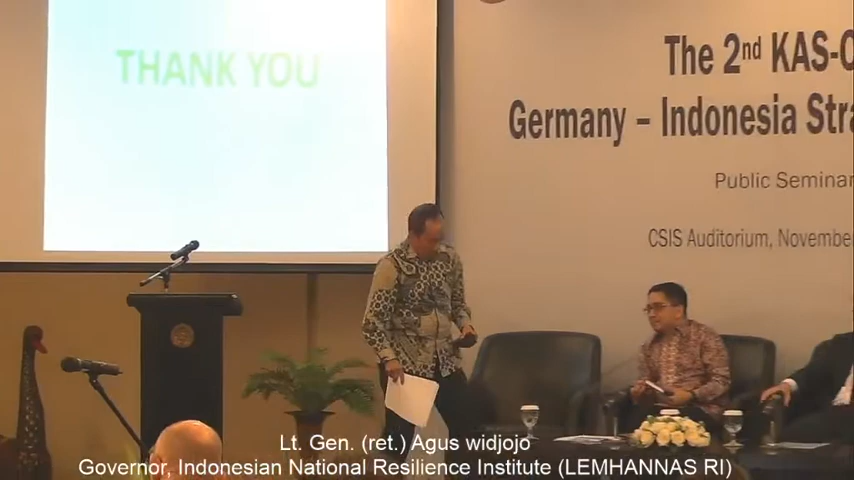 THANK YOU
The 2nd KAS-
Germany – Indonesia
Public Seminar
CSIS Auditorium, November
Lt. Gen. (ret.) Agus widjojo
Governor, Indonesian National Resilience Institute (LEMHANNAS RI)